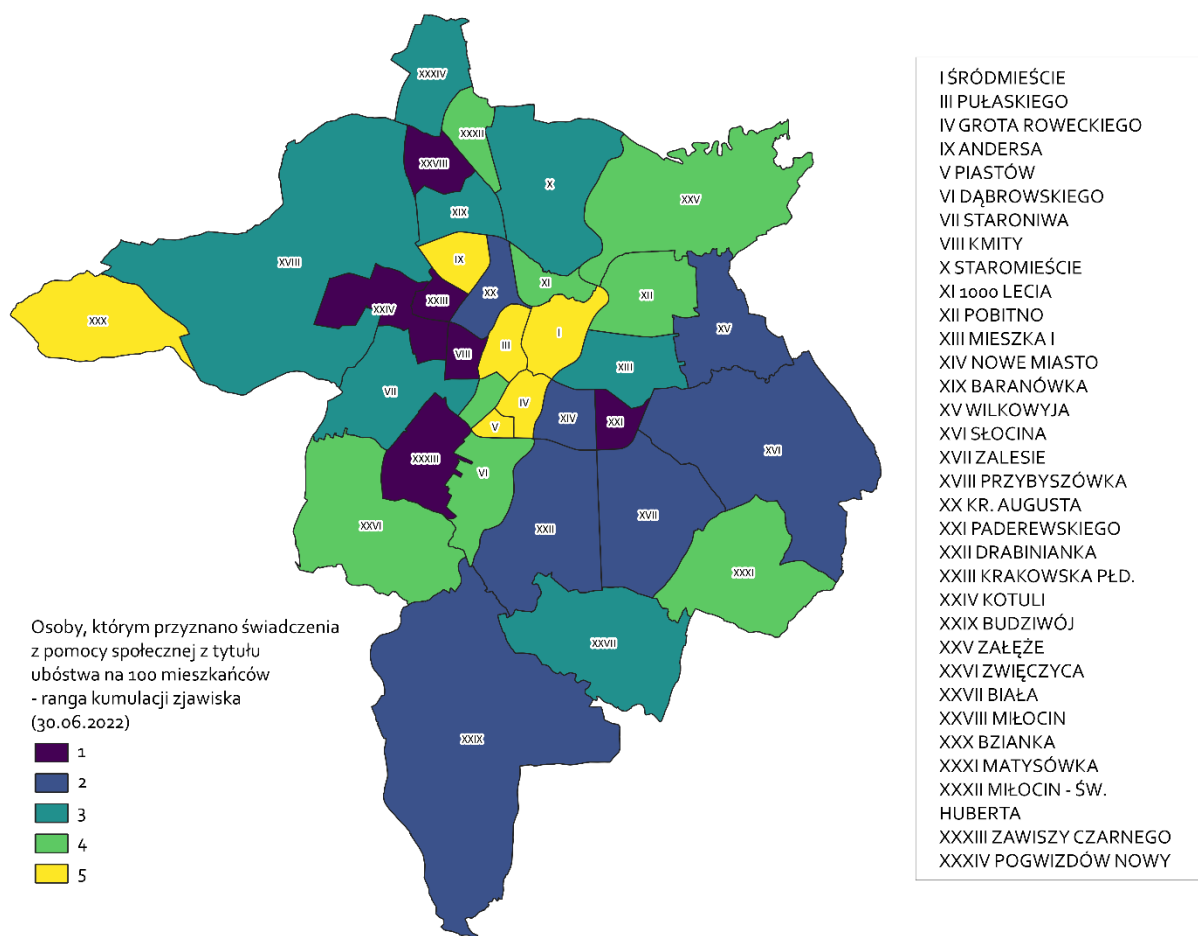 XXXIV
XXXII
XXVIII
X
XXV
XIX
XVIII
IX
XX
XI
XII
XXIII
XXIV
XXX
I
III
XV
VIII
XIII
VII
IV
XIV
XXI
V
XVI
XXXIII
VI
XXVI
XXII
XVII
XXXI
XXVII
XXIX
I ŚRÓDMIEŚCIE
III PUŁASKIEGO
IV GROTA ROWECKIEGO
IX ANDERSA
V PIASTÓW
VI DĄBROWSKIEGO
VII STARONIWA
VIII KMITY
X STAROMIEŚCIE
XI 1000 LECIA
XII POBITNO
XIII MIESZKA I
XIV NOWE MIASTO
XIX BARANÓWKA
XV WILKOWYJA
XVI SŁOCINA
XVII ZALESIE
XVIII PRZYBYSZÓWKA
XX KR. AUGUSTA
XXI PADEREWSKIEGO
XXII DRABINIANKA
XXIII KRAKOWSKA PŁD.
XXIV KOTULI
XXIX BUDZIWÓJ
XXV ZAŁĘŻE
XXVI ZWIĘCZYCA
XXVII BIAŁA
XXVIII MIŁOCIN
XXX BZIANKA
XXXI MATYSÓWKA
XXXII MIŁOCIN - ŚW.
HUBERTA
XXXIII ZAWISZY CZARNEGO
XXXIV POGWIZDÓW NOWY
Osoby, którym przyznano świadczenia
z pomocy społecznej z tytułu
ubóstwa na 100 mieszkańców
- ranga kumulacji zjawiska
(30.06.2022)
1
2
3
4
5